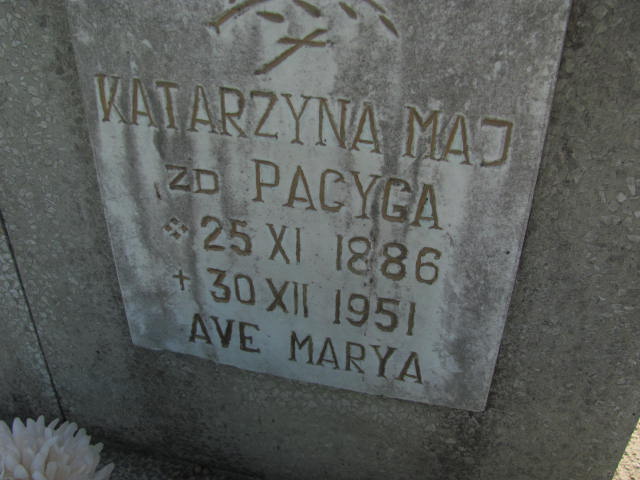 KATARZYNA MAJ
ZD PACYGA
25 XI 1886
+ 30 XII 1951
AVE MARYA